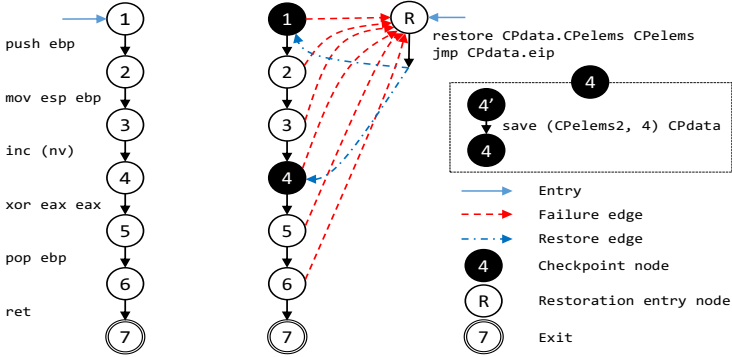 1
push ebp
2
mov esp ebp
3
inc (nv)
4
xor eax eax
5
pop ebp
6
ret
7
1
2
3
4
5
6
7
R
restore CPdata.CPelems CPelems
jmp CPdata.eip
4
4'
save (CPelems2, 4) CPdata
4
Entry
Failure edge
Restore edge
4 Checkpoint node
R Restoration entry node
7 Exit